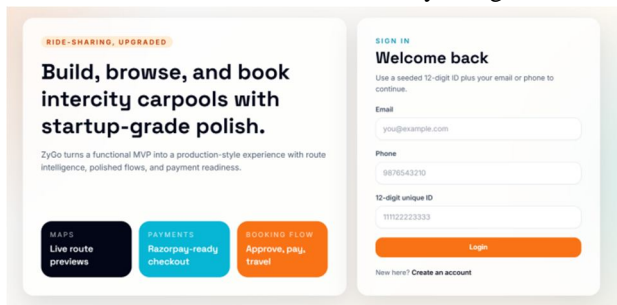 RIDE-SHARING, UPGRADED
Build, browse, and book
intercity carpools with
startup-grade polish.
ZyGo turns a functional MVP into a production-style experience with route
intelligence, polished flows, and payment readiness.
MAPS
Live route
previews
PAYMENTS
Razorpay-ready
checkout
BOOKING FLOW
Approve, pay,
travel
SIGN IN
Welcome back
Use a seeded 12-digit ID plus your email or phone to
continue.
Email
you@example.com
Phone
9876543210
12-digit unique ID
111122223333
Login
New here? Create an account